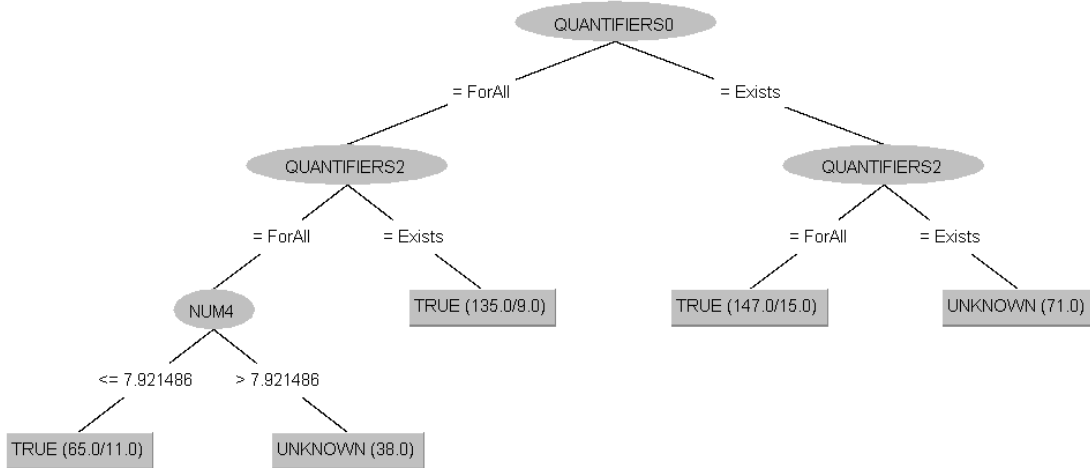 QUANTIFIERS0
= ForAll
= Exists
QUANTIFIERS2
QUANTIFIERS2
= ForAll
= Exists
= ForAll
= Exists
NUM4
TRUE (135.0/9.0)
TRUE (147.0/15.0)
UNKNOWN (71.0)
<= 7.921486
> 7.921486
TRUE (65.0/11.0)
UNKNOWN (38.0)